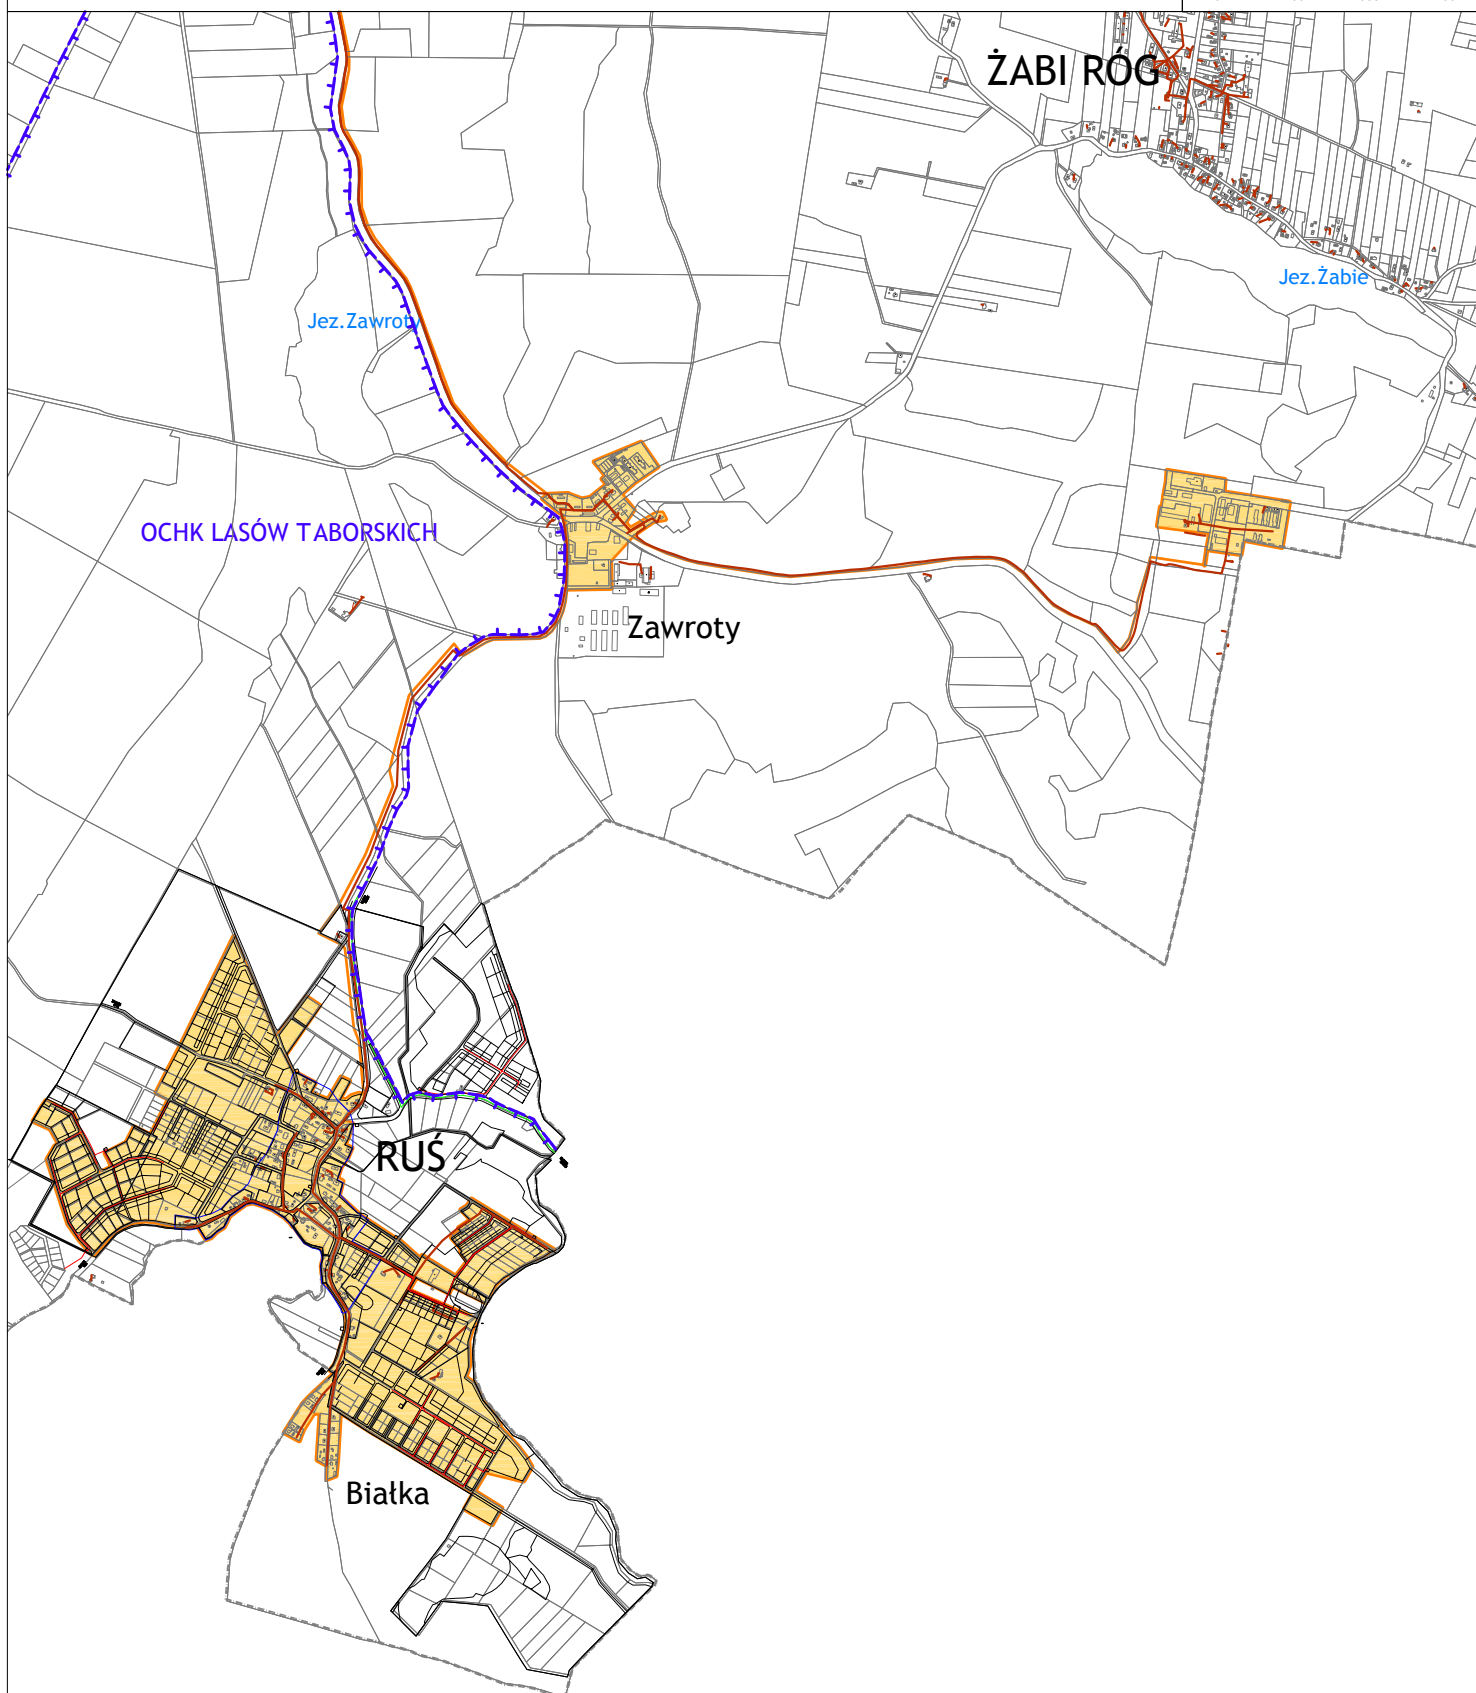 ŻABI RÓG
Jez.Żabie
Jez.Zawroty
OCHK LASÓW TABORSKICH
Zawroty
RUŚ
Białka